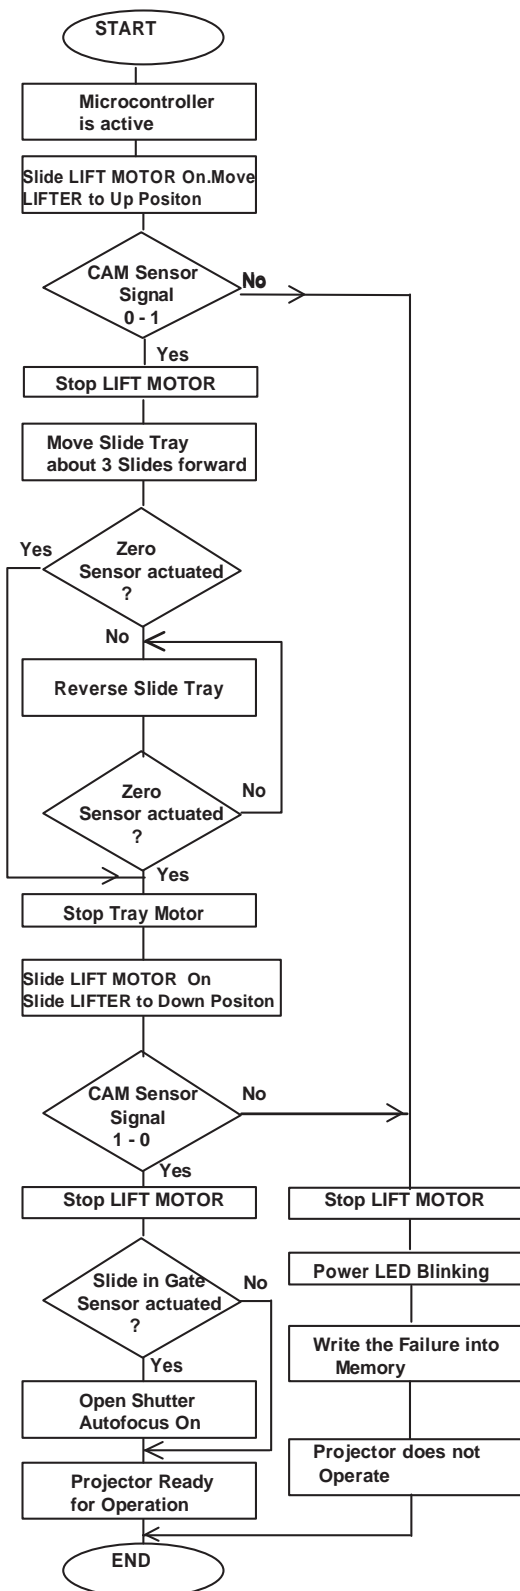 START
Microcontroller
is active
Slide LIFT MOTOR On.Move
LIFTER to Up Positon
CAM Sensor
Signal
0 - 1
No
Yes
Stop LIFT MOTOR
Move Slide Tray
about 3 Slides forward
Yes
Zero
Sensor actuated
?
No
Reverse Slide Tray
Zero
Sensor actuated
?
No
Yes
Stop Tray Motor
Slide LIFT MOTOR On
Slide LIFTER to Down Positon
CAM Sensor
Signal
1 - 0
No
Yes
Stop LIFT MOTOR
Slide in Gate
Sensor actuated
?
No
Yes
Open Shutter
Autofocus On
Projector Ready
for Operation
Stop LIFT MOTOR
Power LED Blinking
Write the Failure into
Memory
Projector does not
Operate
END